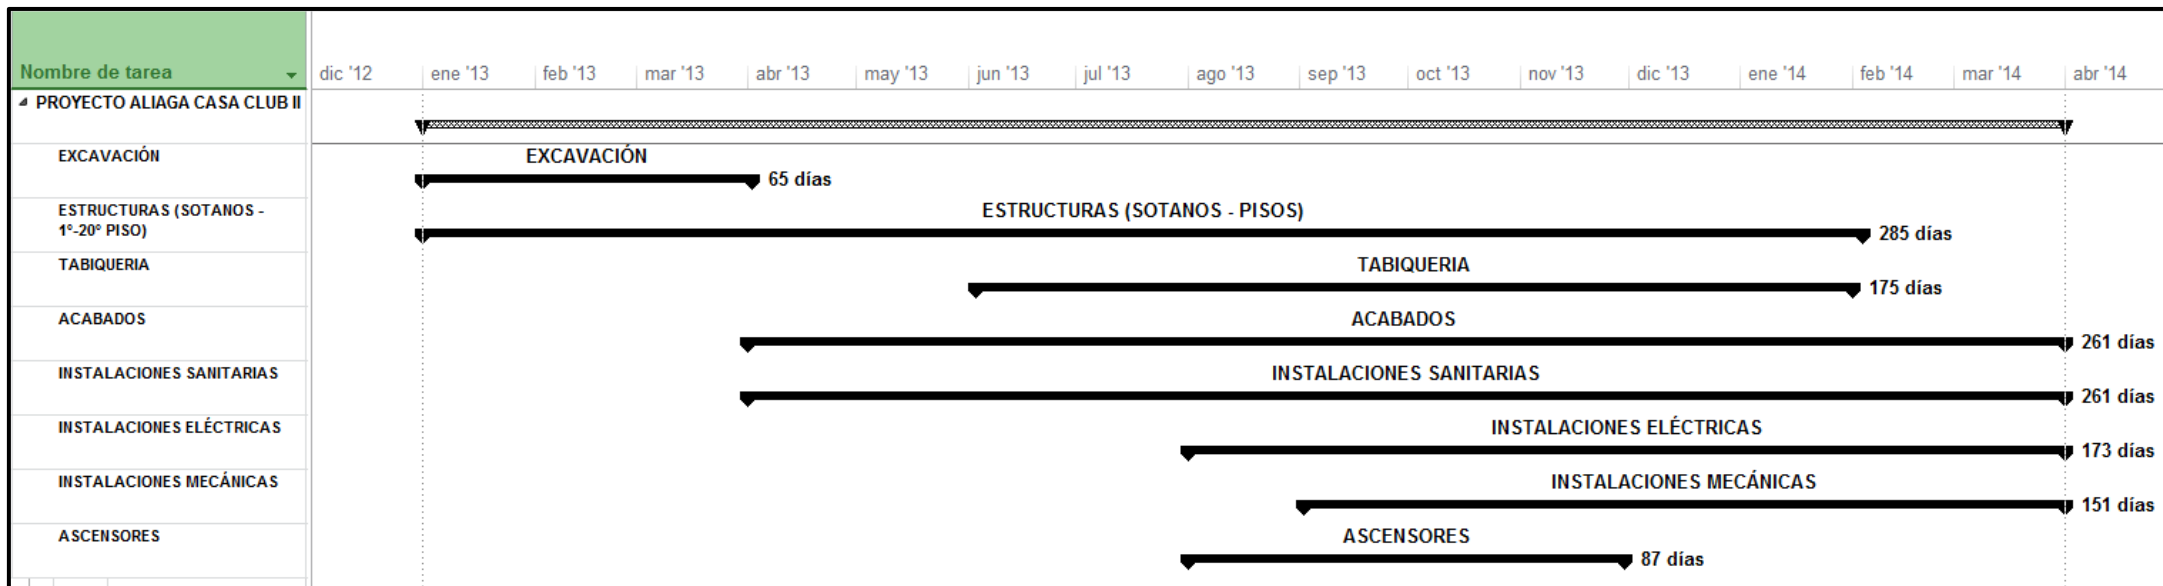 Nombre de tarea
dic '12 ene '13 feb '13 mar '13 abr '13 may '13 jun '13 jul '13 ago '13 sep '13 oct '13 nov '13 dic '13 ene '14 feb '14 mar '14 abr '14
PROYECTO ALIAGA CASA CLUB II
EXCAVACIÓN
EXCAVACIÓN
65 días
ESTRUCTURAS (SOTANOS -
1º-20º PISO)
ESTRUCTURAS (SOTANOS - PISOS)
285 días
TABIQUERIA
TABIQUERIA
175 días
ACABADOS
ACABADOS
261 días
INSTALACIONES SANITARIAS
INSTALACIONES SANITARIAS
261 días
INSTALACIONES ELÉCTRICAS
INSTALACIONES ELÉCTRICAS
173 días
INSTALACIONES MECÁNICAS
INSTALACIONES MECÁNICAS
151 días
ASCENSORES
ASCENSORES
87 días